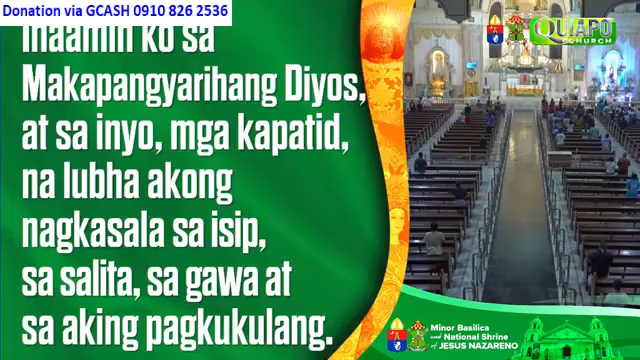 Donation via GCASH 0910 826 2536
QUIAPO
CHURCH
Inaamin ko sa
Makapangyarihang Diyos,
at sa inyo, mga kapatid,
na lubha akong
nagkasala sa isip,
sa salita, sa gawa at
sa aking pagkukulang.
Minor Basilica
and National Shrine
of JESUS NAZARENO